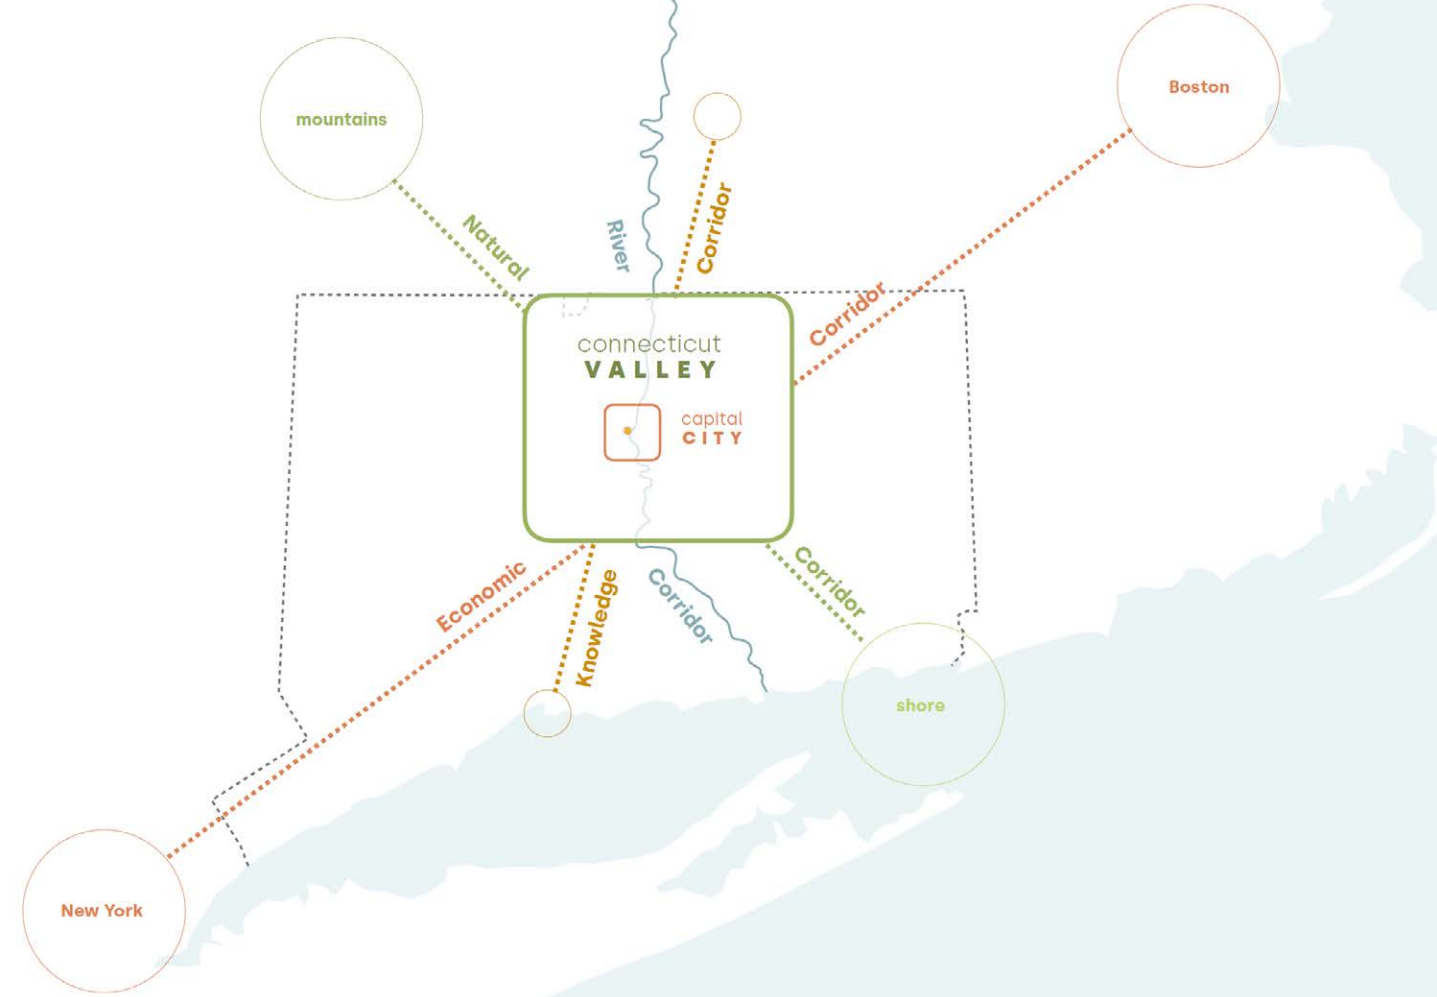 Boston
mountains
Natural
River
Corridor
Corridor
connecticut
VALLEY
capital
CITY
Economic
Knowledge
Corridor
Corridor
shore
New York